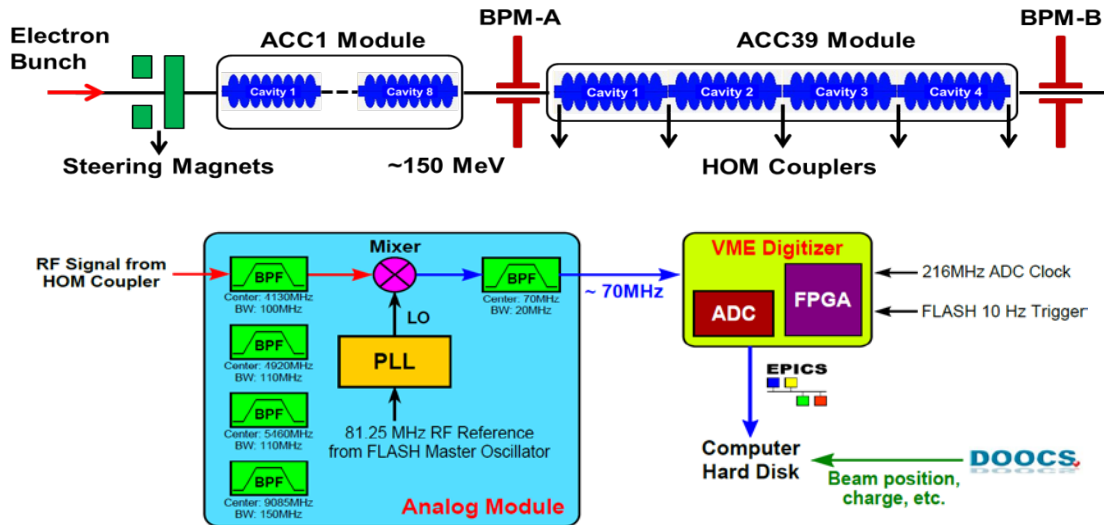 BPM-A
BPM-B
Electron
Bunch
ACC1 Module
ACC39 Module
Cavity 1
Cavity 8
Cavity 1
Cavity 2
Cavity 3
Cavity 4
Steering Magnets
~150 MeV
HOM Couplers
RF Signal from
HOM Coupler
BPF
Center: 4130MHz
BW: 100MHz
BPF
Center: 4920MHz
BW: 110MHz
BPF
Center: 5460MHz
BW: 110MHz
BPF
Center: 9085MHz
BW: 150MHz
Mixer
LO
PLL
81.25 MHz RF Reference
from FLASH Master Oscillator
BPF
Center: 70MHz
BW: 20MHz
Analog Module
~ 70MHz
VME Digitizer
ADC
FPGA
216MHz ADC Clock
FLASH 10 Hz Trigger
EPICS
Computer
Hard Disk
Beam position,
charge, etc.
DOOCS